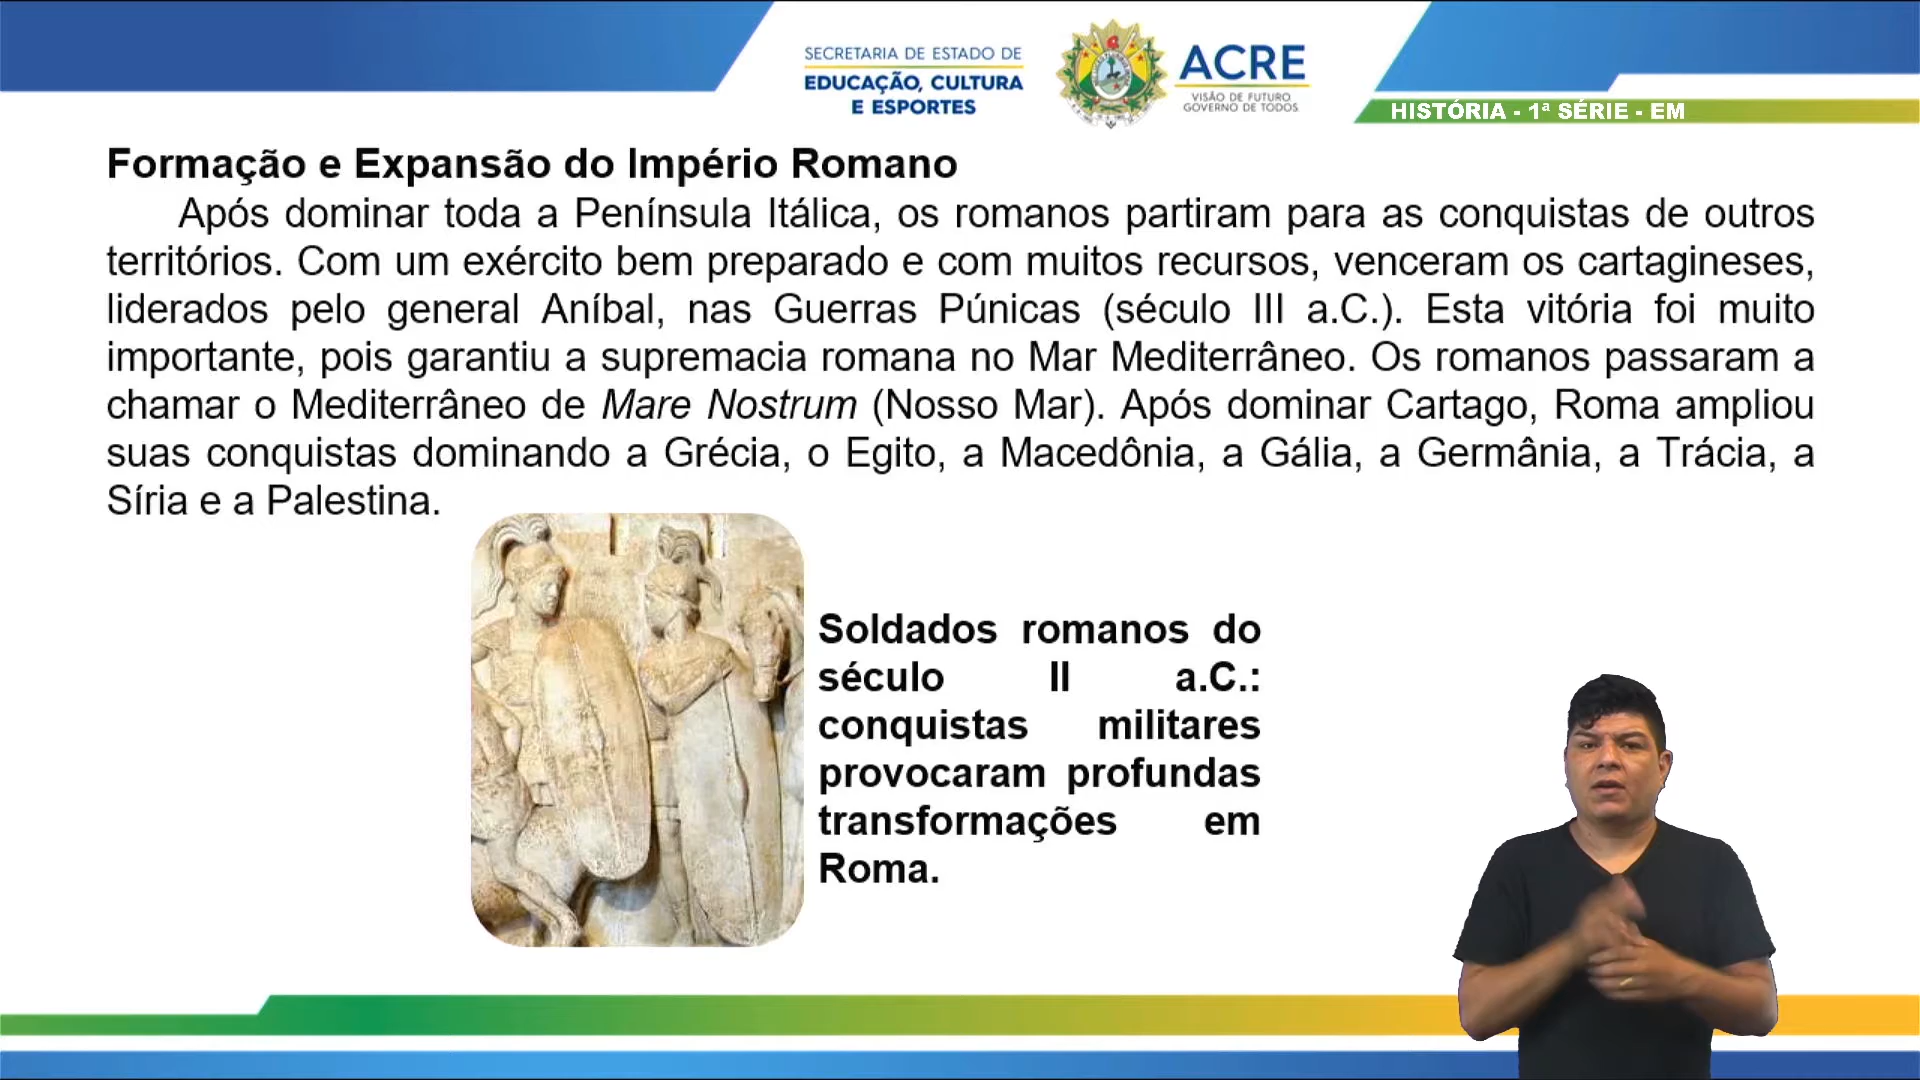 SECRETARIA DE ESTADO DE
EDUCAÇÃO, CULTURA
E ESPORTES
ACRE
VISÃO DE FUTURO
GOVERNO DE TODOS
HISTÓRIA - 1ª SÉRIE - EM
Formação e Expansão do Império Romano
Após dominar toda a Península Itálica, os romanos partiram para as conquistas de outros
territórios. Com um exército bem preparado e com muitos recursos, venceram os cartagineses,
liderados pelo general Aníbal, nas Guerras Púnicas (século III a.C.). Esta vitória foi muito
importante, pois garantiu a supremacia romana no Mar Mediterrâneo. Os romanos passaram a
chamar o Mediterrâneo de Mare Nostrum (Nosso Mar). Após dominar Cartago, Roma ampliou
suas conquistas dominando a Grécia, o Egito, a Macedônia, a Gália, a Germânia, a Trácia, a
Síria e a Palestina.
Soldados romanos do
século II a.C.:
conquistas militares
provocaram profundas
transformações em
Roma.